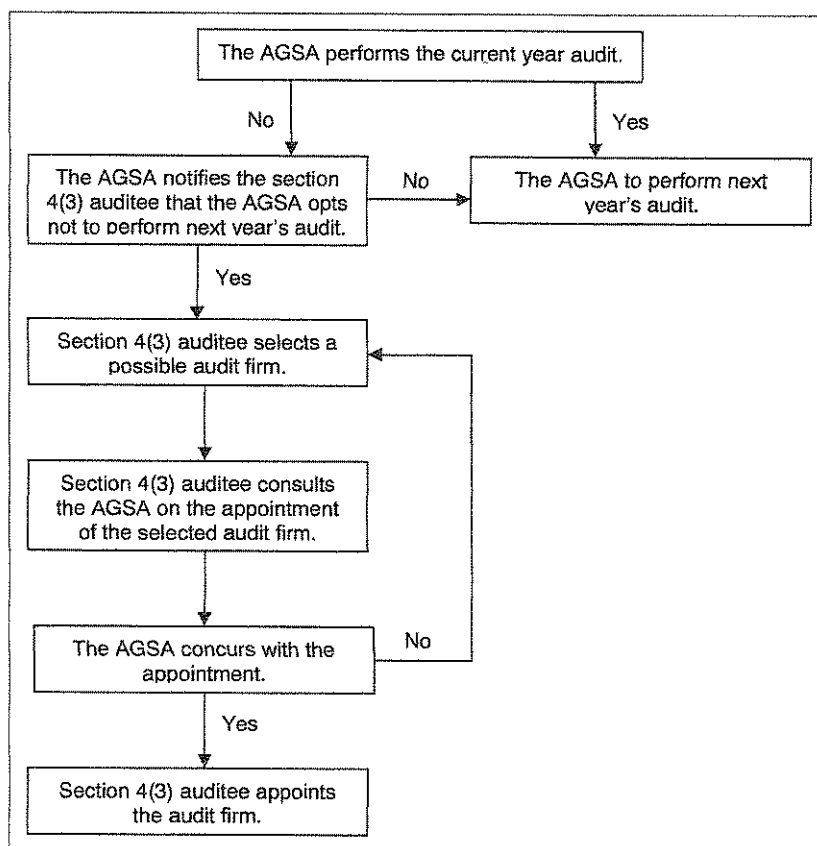 The AGSA performs the current year audit.
No
Yes
The AGSA notifies the section
4(3) auditee that the AGSA opts
not to perform next year's audit.
No
The AGSA to perform next
year's audit.
Yes
Section 4(3) auditee selects a
possible audit firm.
Section 4(3) auditee consults
the AGSA on the appointment
of the selected audit firm.
The AGSA concurs with the
appointment.
No
Yes
Section 4(3) auditee appoints
the audit firm.